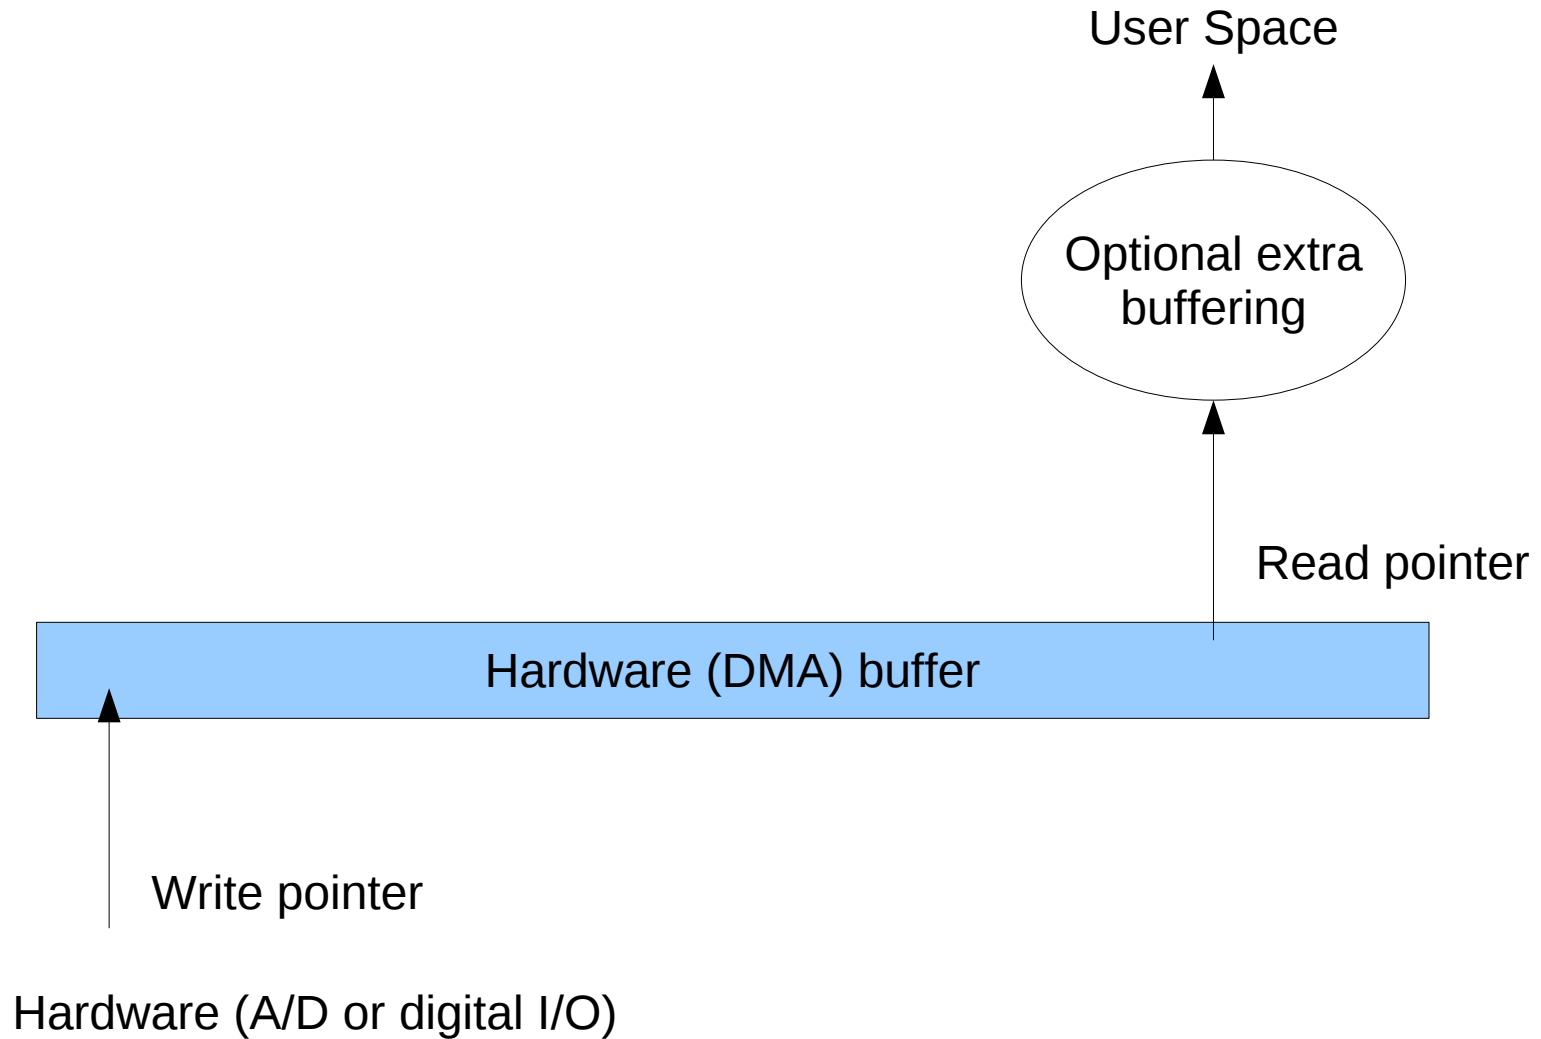 User Space
Optional extra
buffering
Read pointer
Hardware (DMA) buffer
Write pointer
Hardware (A/D or digital I/O)